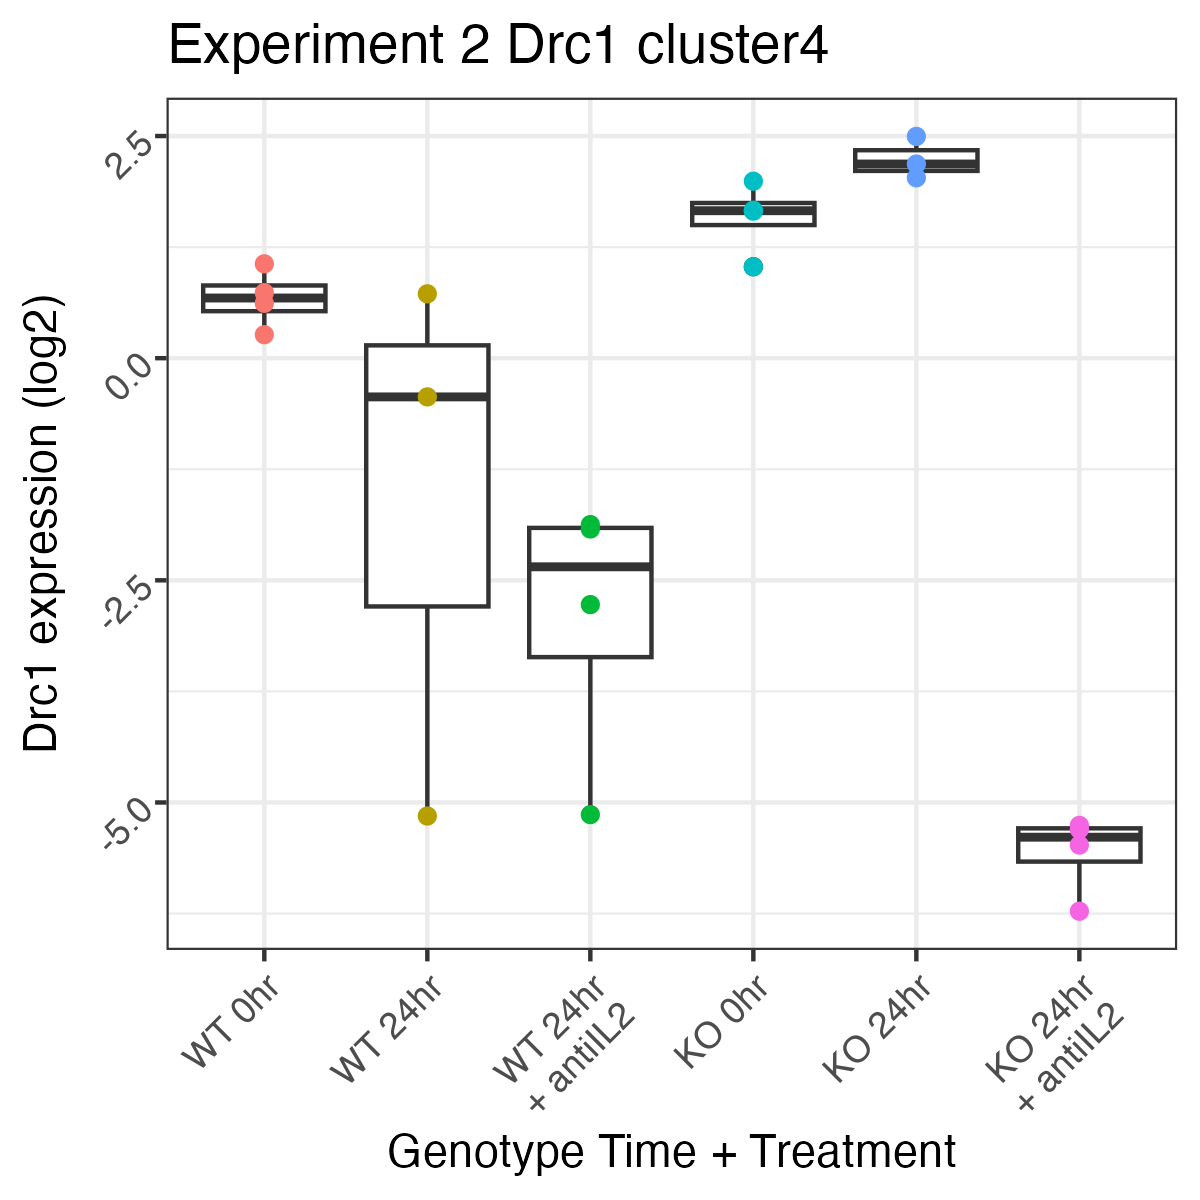 Experiment 2 Drc1 cluster4
Drc1 expression (log2)
2.5
0.0
-2.5
-5.0
WT 0hr
WT 24hr
WT 24hr
+ antiIL2
KO 0hr
KO 24hr
KO 24hr
+ antiIL2
Genotype Time + Treatment